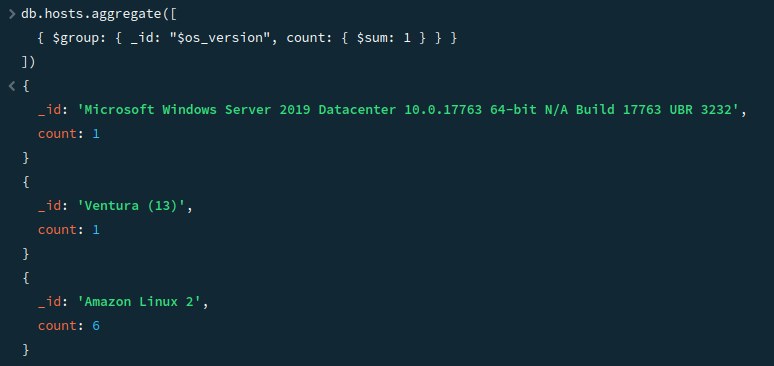 > db.hosts.aggregate([
{ $group: { _id: "$os_version", count: { $sum: 1 } } }
])
< {
_id: 'Microsoft Windows Server 2019 Datacenter 10.0.17763 64-bit N/A Build 17763 UBR 3232',
count: 1
}
{
_id: 'Ventura (13)',
count: 1
}
{
_id: 'Amazon Linux 2',
count: 6
}